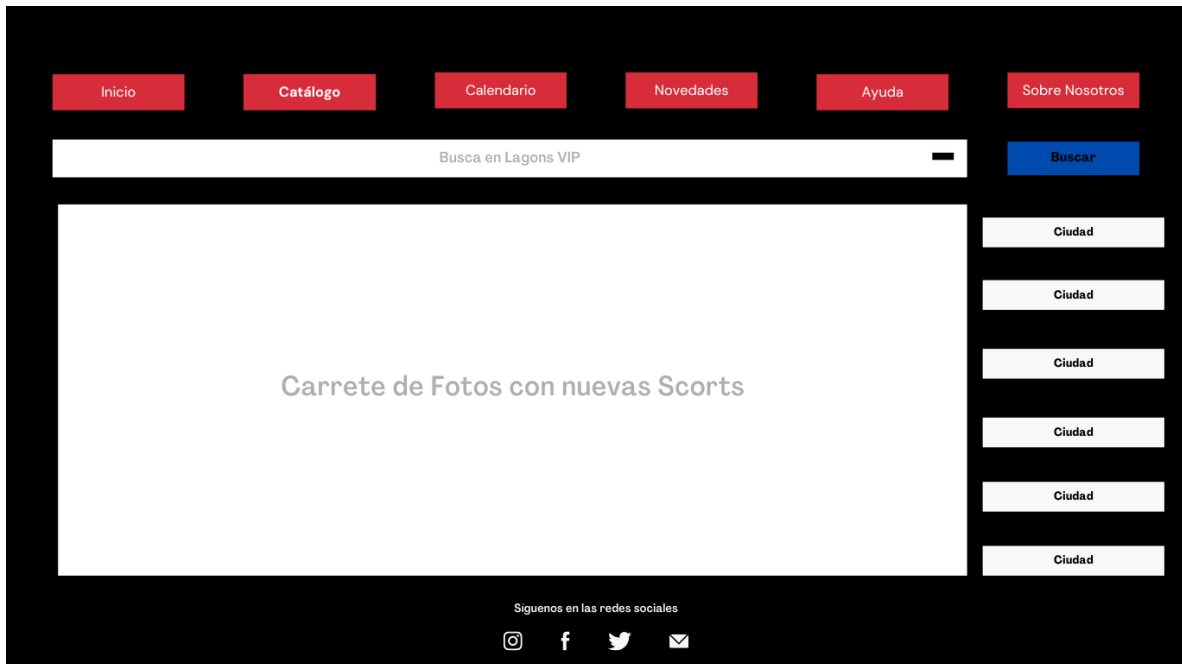 Inicio
Catálogo
Calendario
Novedades
Ayuda
Sobre Nosotros
Busca en Lagons VIP
Buscar
Carrete de Fotos con nuevas Scorts
Ciudad
Ciudad
Ciudad
Ciudad
Ciudad
Ciudad
Siguenos en las redes sociales